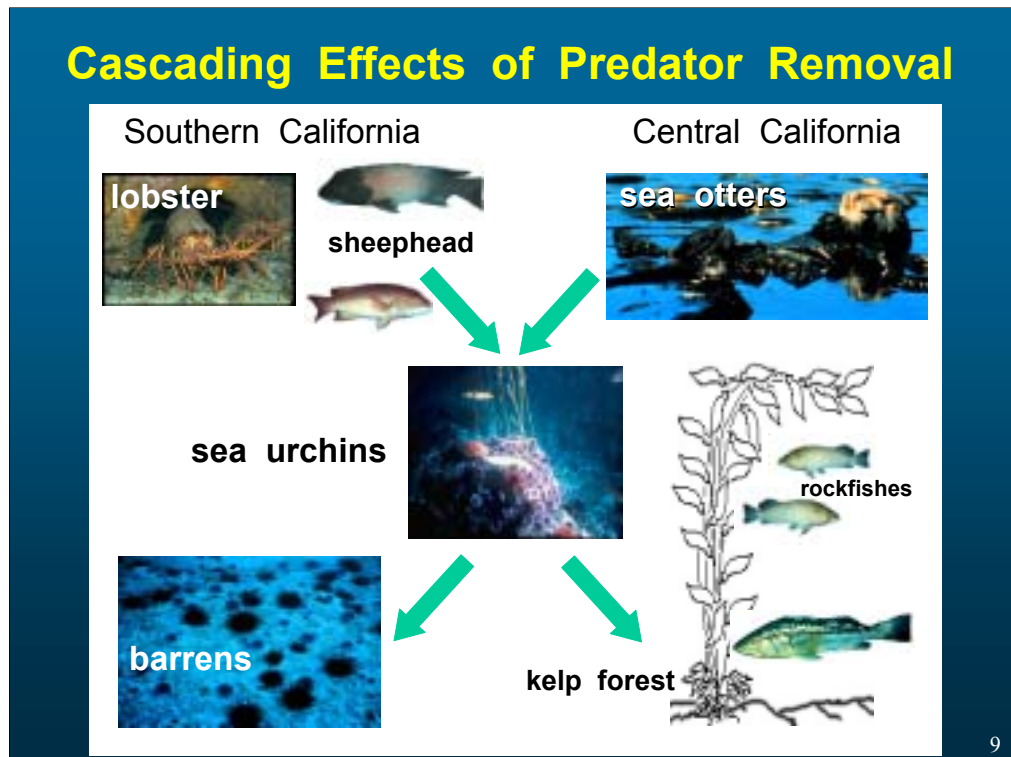 Cascading Effects of Predator Removal
Southern California
Central California
lobster
sheephead
sea otters
sea urchins
rockfishes
barrens
kelp forest
9